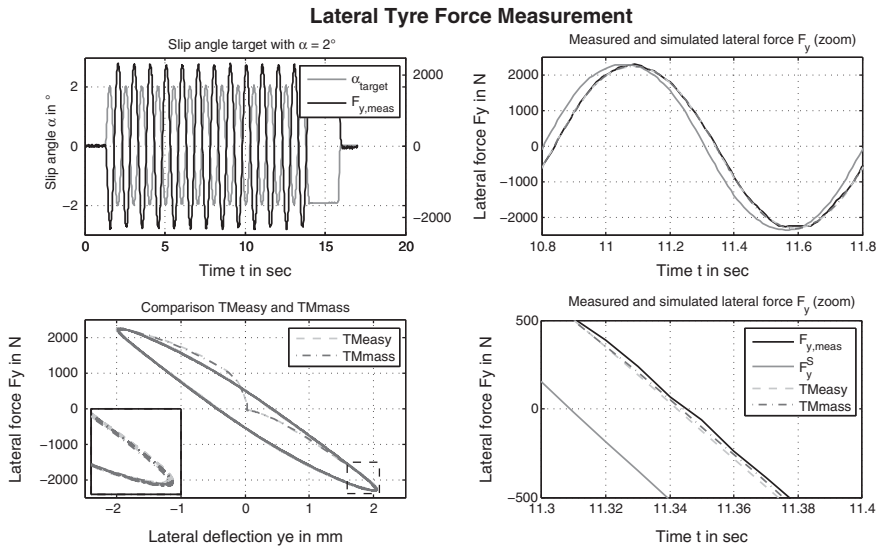 Lateral Tyre Force Measurement
Slip angle target with α = 2°
Slip angle α in °
2
0
−2
2000
0
−2000
α_target
F_y,meas
0 5 10 15 20
Time t in sec
Measured and simulated lateral force F_y (zoom)
Lateral force Fy in N
2000
1000
0
−1000
−2000
10.8 11 11.2 11.4 11.6 11.8
Time t in sec
Comparison TMeasy and TMmass
Lateral force Fy in N
2000
1000
0
−1000
−2000
TMeasy
TMmass
−2 −1 0 1 2
Lateral deflection ye in mm
Measured and simulated lateral force F_y (zoom)
Lateral force Fy in N
500
0
−500
F_y,meas
F_y^S
TMeasy
TMmass
11.3 11.32 11.34 11.36 11.38 11.4
Time t in sec